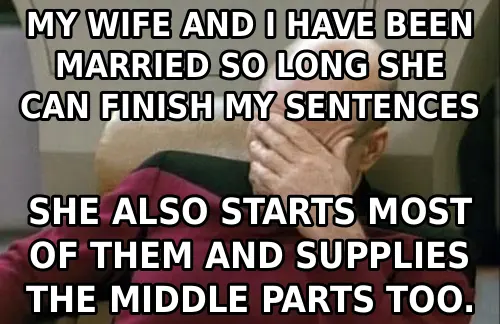 MY WIFE AND I HAVE BEEN
MARRIED SO LONG SHE
CAN FINISH MY SENTENCES
SHE ALSO STARTS MOST
OF THEM AND SUPPLIES
THE MIDDLE PARTS TOO.